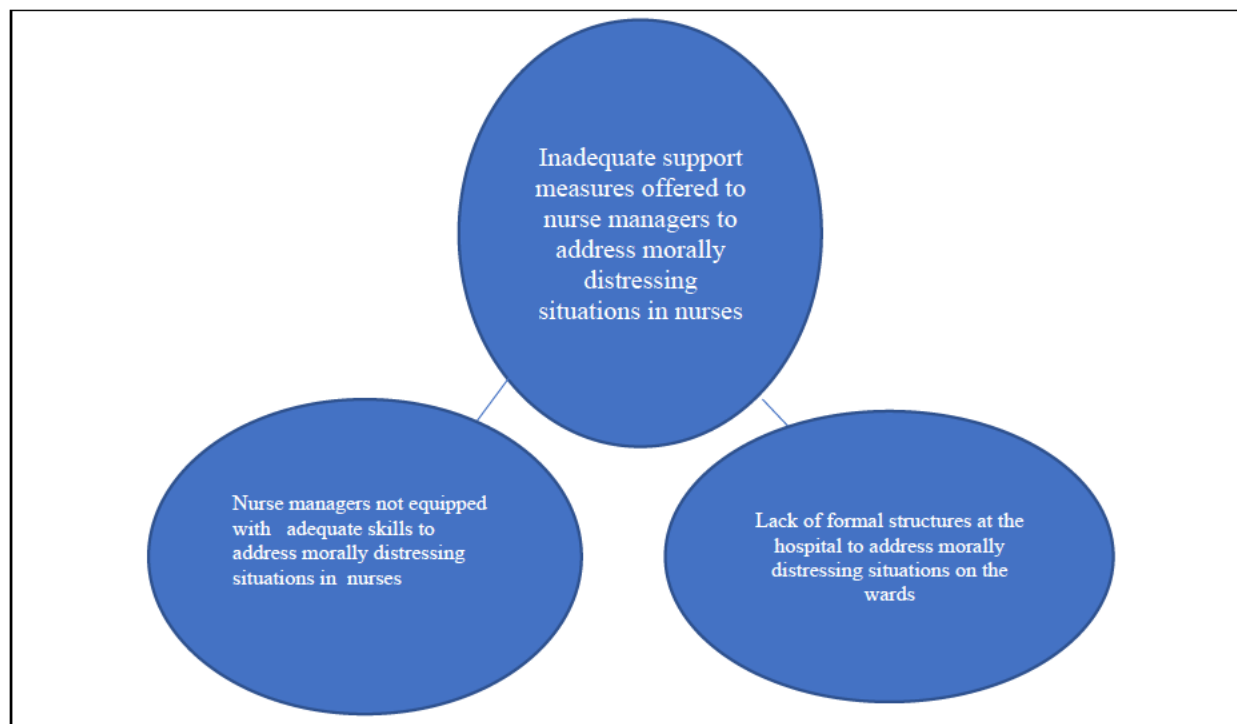 Inadequate support
measures offered to
nurse managers to
address morally
distressing
situations in nurses
Nurse managers not equipped
with   adequate skills to
address morally distressing
situations in  nurses
Lack of formal structures at the
hospital to address morally
distressing situations on the
wards